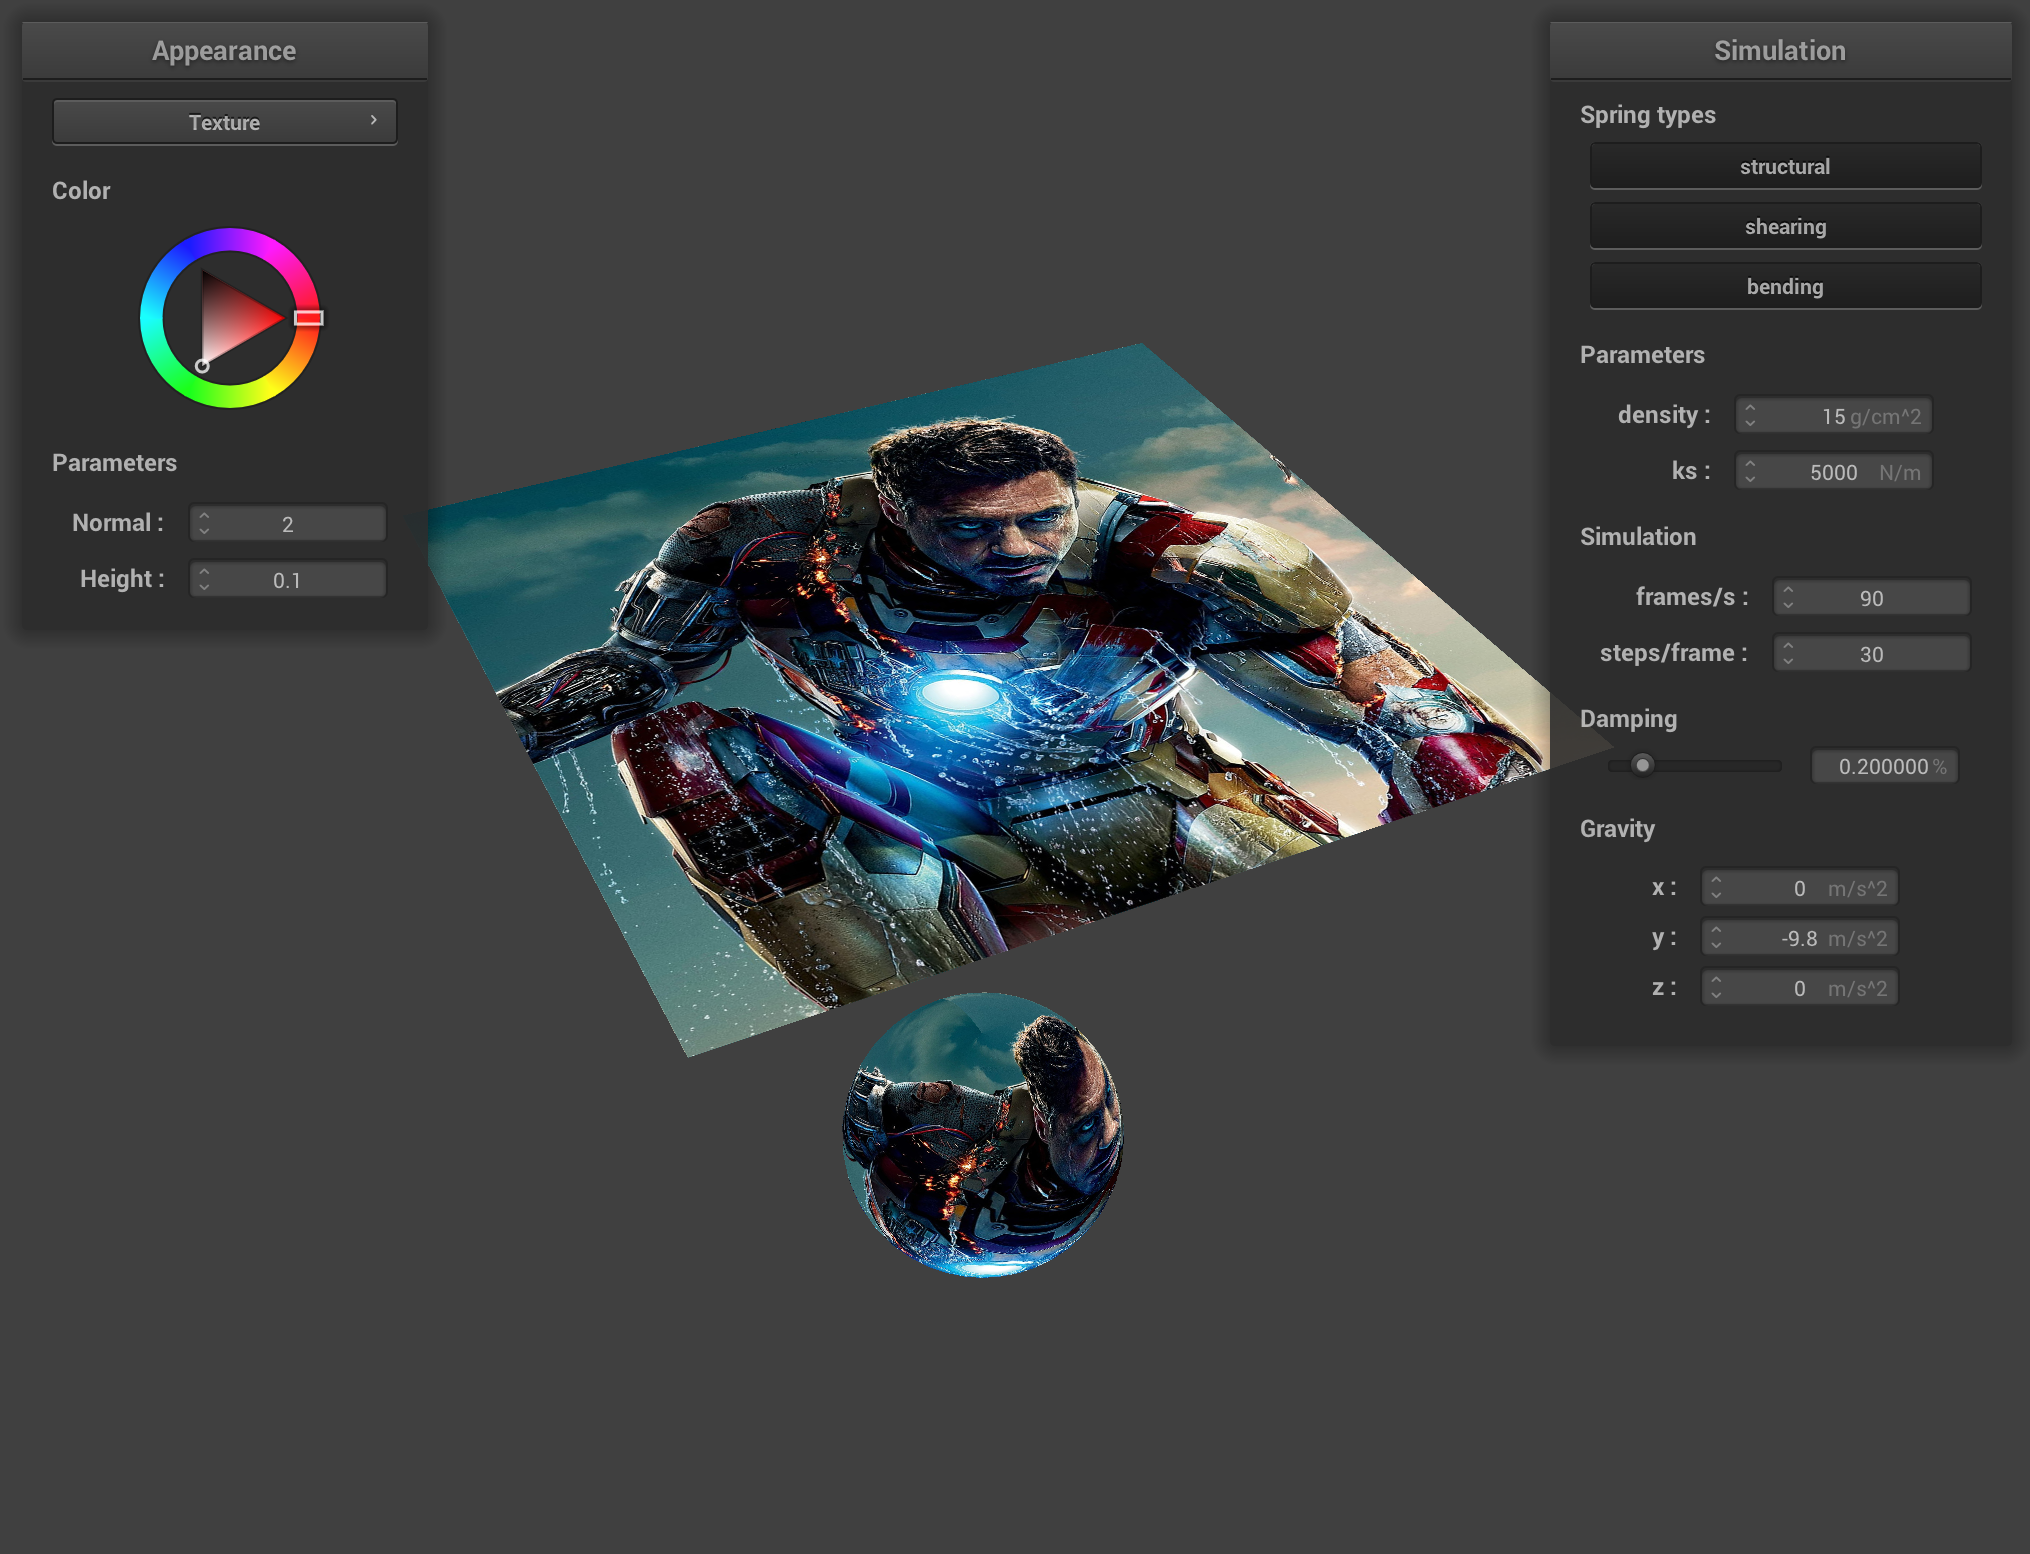 Appearance
Texture
Color
Parameters
Normal : 2
Height : 0.1
Simulation
Spring types
structural
shearing
bending
Parameters
density : 15 g/cm^2
ks : 5000 N/m
Simulation
frames/s : 90
steps/frame : 30
Damping
0.200000 %
Gravity
x : 0 m/s^2
y : -9.8 m/s^2
z : 0 m/s^2